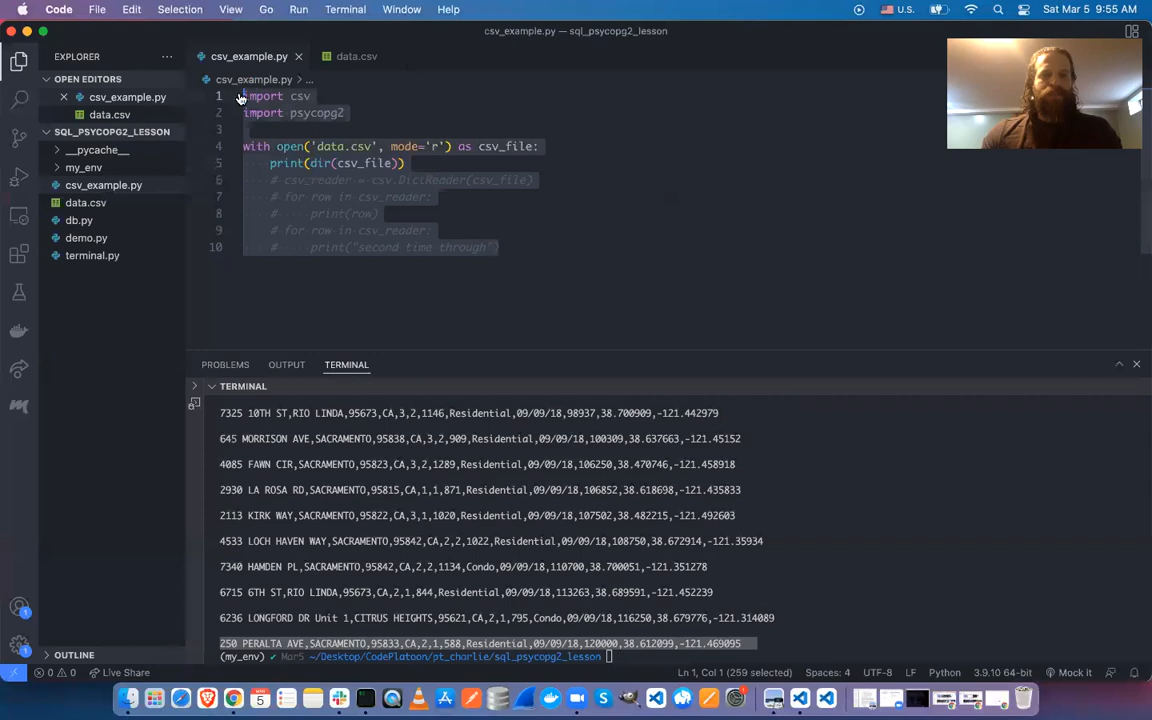 Code File Edit Selection View Go Run Terminal Window Help U.S. Sat Mar 5 9:55 AM
csv_example.py — sql_psycopg2_lesson
EXPLORER
csv_example.py
data.csv
OPEN EDITORS
csv_example.py > ...
csv_example.py
data.csv
SQL_PSYCOPG2_LESSON
__pycache__
my_env
csv_example.py
data.csv
db.py
demo.py
terminal.py
1 import csv
2 import psycopg2
3
4 with open('data.csv', mode='r') as csv_file:
5 print(dir(csv_file))
6 # csv_reader = csv.DictReader(csv_file)
7 # for row in csv_reader:
8 # print(row)
9 # for row in csv_reader:
10 # print("second time through")
PROBLEMS OUTPUT TERMINAL
TERMINAL
7325 10TH ST,RIO LINDA,95673,CA,3,2,1146,Residential,09/09/18,98937,38.700909,-121.442979
645 MORRISON AVE,SACRAMENTO,95838,CA,3,2,909,Residential,09/09/18,100309,38.637663,-121.45152
4085 FAWN CIR,SACRAMENTO,95823,CA,3,2,1289,Residential,09/09/18,106250,38.470746,-121.458918
2930 LA ROSA RD,SACRAMENTO,95815,CA,1,1,871,Residential,09/09/18,106852,38.618698,-121.435833
2113 KIRK WAY,SACRAMENTO,95822,CA,3,1,1020,Residential,09/09/18,107502,38.482215,-121.492603
4533 LOCH HAVEN WAY,SACRAMENTO,95842,CA,2,2,1022,Residential,09/09/18,108750,38.672914,-121.35934
7340 HAMDEN PL,SACRAMENTO,95842,CA,2,2,1134,Condo,09/09/18,110700,38.700051,-121.351278
6715 6TH ST,RIO LINDA,95673,CA,2,1,844,Residential,09/09/18,113263,38.689591,-121.452239
6236 LONGFORD DR Unit 1,CITRUS HEIGHTS,95621,CA,2,1,795,Condo,09/09/18,116250,38.679776,-121.314089
250 PERALTA AVE,SACRAMENTO,95833,CA,2,1,588,Residential,09/09/18,120000,38.612099,-121.469095
(my_env) ✔ Mar5 ~/Desktop/CodePlatoon/pt_charlie/sql_psycopg2_lesson
OUTLINE
0 0 Live Share Ln 1, Col 1 (259 selected) Spaces: 4 UTF-8 LF Python 3.9.10 64-bit Mock it